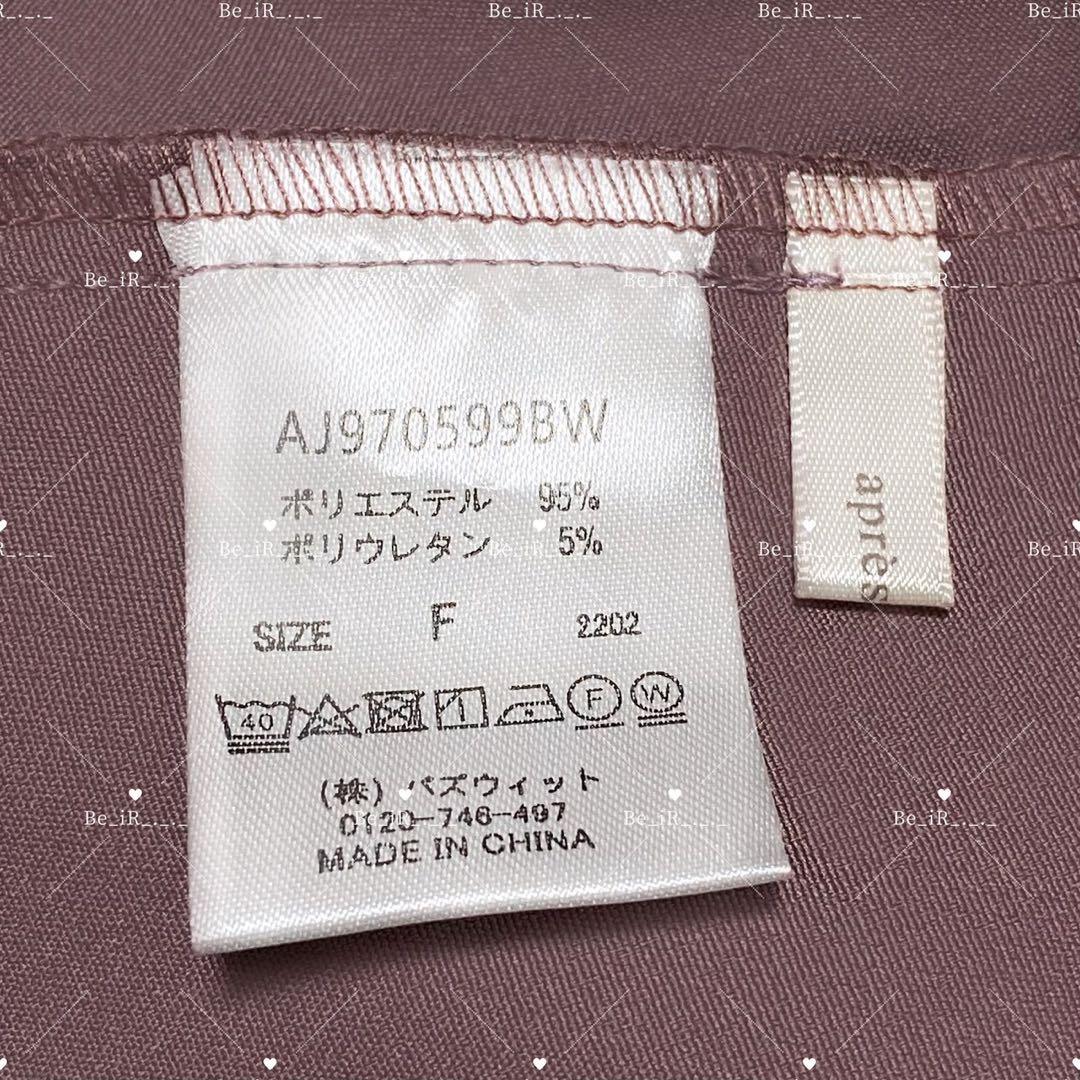 AJ970599BW
ポリエステル 95%
ポリウレタン 5%
SIZE F 2202
40 F W
(株) バズウィット
0120-746-497
MADE IN CHINA
après
Be_iR_._._